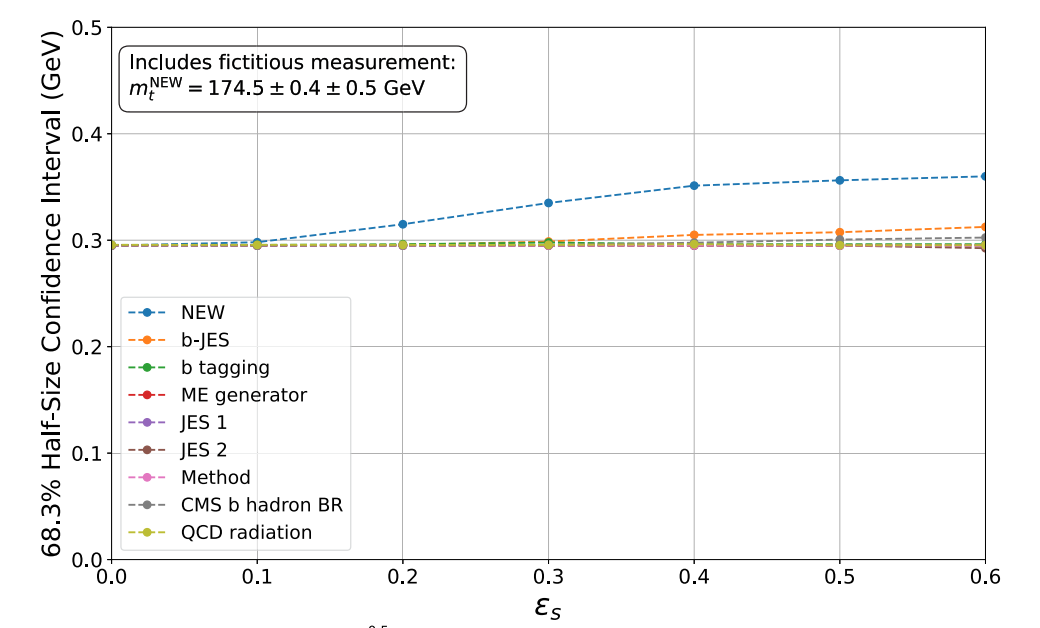 0.5
Includes fictitious measurement:
m_t^NEW = 174.5 ± 0.4 ± 0.5 GeV
0.4
0.3
0.2
0.1
0.0
68.3% Half-Size Confidence Interval (GeV)
NEW
b-JES
b tagging
ME generator
JES 1
JES 2
Method
CMS b hadron BR
QCD radiation
0.0 0.1 0.2 0.3 0.4 0.5 0.6
ε_s